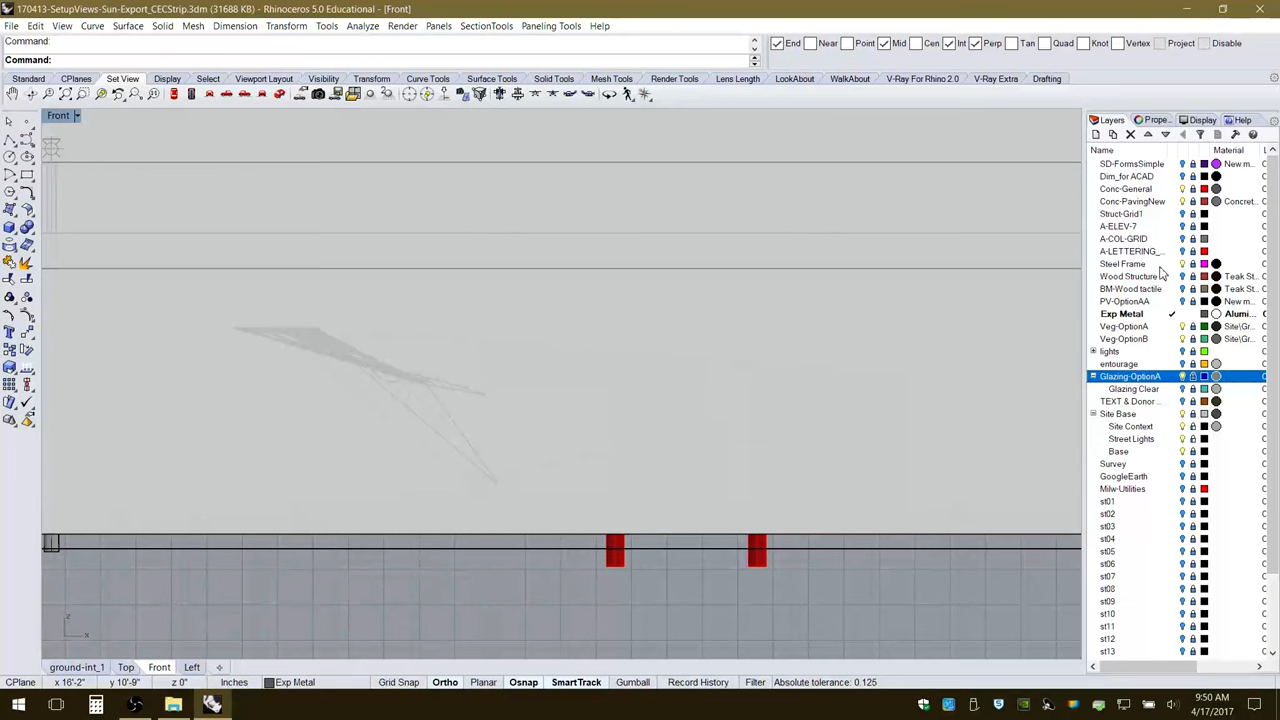 170413-SetupViews-Sun-Export_CECStrip.3dm (31688 KB) - Rhinoceros 5.0 Educational - [Front]
File Edit View Curve Surface Solid Mesh Dimension Transform Tools Analyze Render Panels SectionTools Paneling Tools Help
Command:
Command:
End Near Point Mid Cen Int Perp Tan Quad Knot Vertex Project Disable
Standard CPlanes Set View Display Select Viewport Layout Visibility Transform Curve Tools Surface Tools Solid Tools Mesh Tools Render Tools Lens Length LookAbout WalkAbout V-Ray For Rhino 2.0 V-Ray Extra Drafting
Front
Layers Prope... Display Help
Name Material L
SD-FormsSimple New m...
Dim_for ACAD
Conc-General
Conc-PavingNew Concret...
Struct-Grid1
A-ELEV-7
A-COL-GRID
A-LETTERING_...
Steel Frame
Wood Structure Teak St...
BM-Wood tactile Teak St...
PV-OptionAA New m...
Exp Metal Alumi...
Veg-OptionA Site\Gr...
Veg-OptionB Site\Gr...
lights
entourage
Glazing-OptionA
Glazing Clear
TEXT & Donor ...
Site Base
Site Context
Street Lights
Base
Survey
GoogleEarth
Milw-Utilities
st01
st02
st03
st04
st05
st06
st07
st08
st09
st10
st11
st12
st13
z
x
ground-int_1 Top Front Left
CPlane x 16'-2" y 10'-9" z 0" Inches Exp Metal Grid Snap Ortho Planar Osnap SmartTrack Gumball Record History Filter Absolute tolerance: 0.125
9:50 AM
4/17/2017